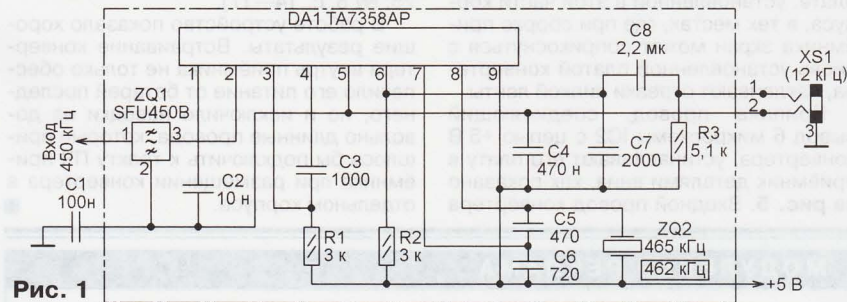 DA1 TA7358AP
C8
2,2 мк
XS1
(12 кГц)
1 2 3 4 5 6 7 8 9
ZQ1
SFU450B
Вход
450 кГц
1
3
2
1
2
3
C1
100н
C2
10 н
C3
1000
C4
470 н
C7
2000
R3
5,1
R1
3 к
R2
3 к
C5
470
C6
720
ZQ2
465 кГц
462 кГц
+5 В
Рис. 1